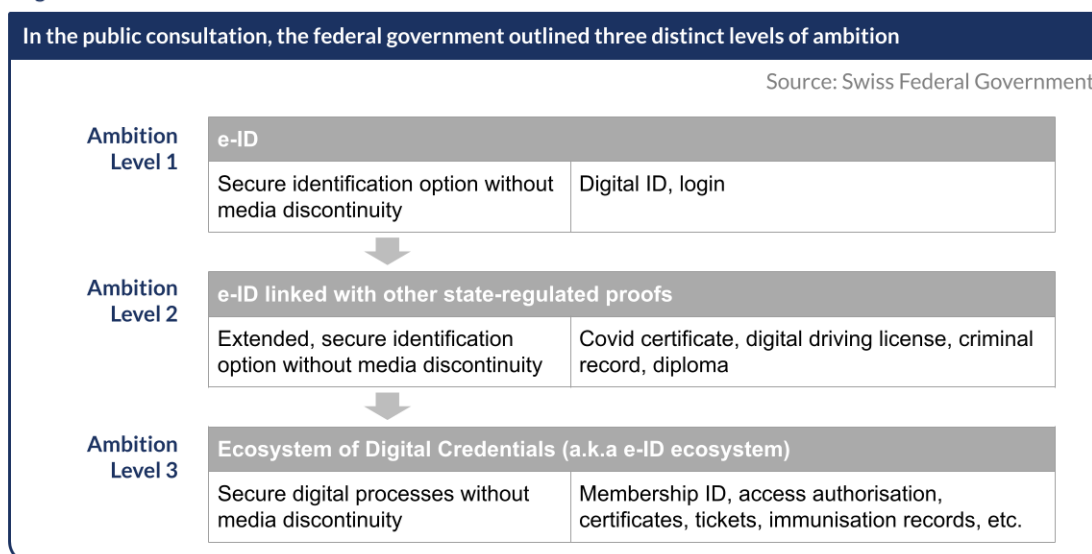 In the public consultation, the federal government outlined three distinct levels of ambition
Source: Swiss Federal Government
Ambition
Level 1
e-ID
Secure identification option without
media discontinuity
Digital ID, login
Ambition
Level 2
e-ID linked with other state-regulated proofs
Extended, secure identification
option without media discontinuity
Covid certificate, digital driving license, criminal
record, diploma
Ambition
Level 3
Ecosystem of Digital Credentials (a.k.a e-ID ecosystem)
Secure digital processes without
media discontinuity
Membership ID, access authorisation,
certificates, tickets, immunisation records, etc.